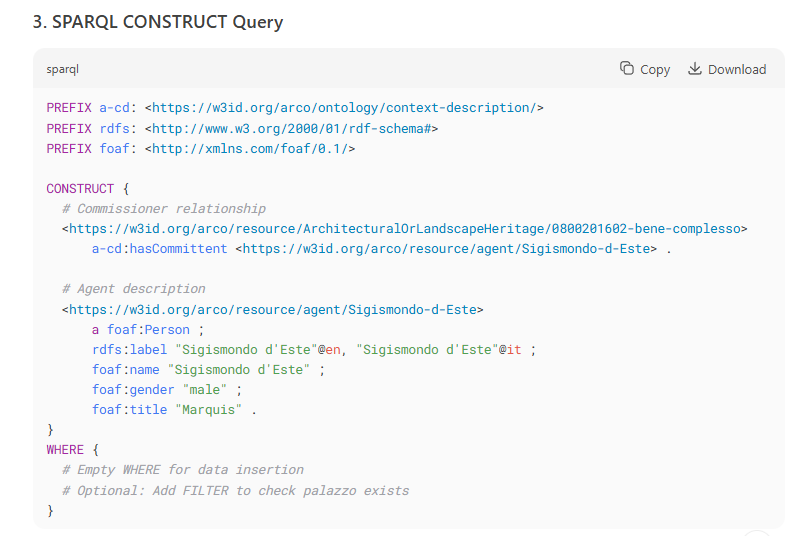 3. SPARQL CONSTRUCT Query
sparql
Copy
Download
PREFIX a-cd: <https://w3id.org/arco/ontology/context-description/>
PREFIX rdfs: <http://www.w3.org/2000/01/rdf-schema#>
PREFIX foaf: <http://xmlns.com/foaf/0.1/>
CONSTRUCT {
# Commissioner relationship
<https://w3id.org/arco/resource/ArchitecturalOrLandscapeHeritage/0800201602-bene-complesso>
a-cd:hasCommittent <https://w3id.org/arco/resource/agent/Sigismondo-d-Este> .
# Agent description
<https://w3id.org/arco/resource/agent/Sigismondo-d-Este>
a foaf:Person ;
rdfs:label "Sigismondo d'Este"@en, "Sigismondo d'Este"@it ;
foaf:name "Sigismondo d'Este" ;
foaf:gender "male" ;
foaf:title "Marquis" .
}
WHERE {
# Empty WHERE for data insertion
# Optional: Add FILTER to check palazzo exists
}